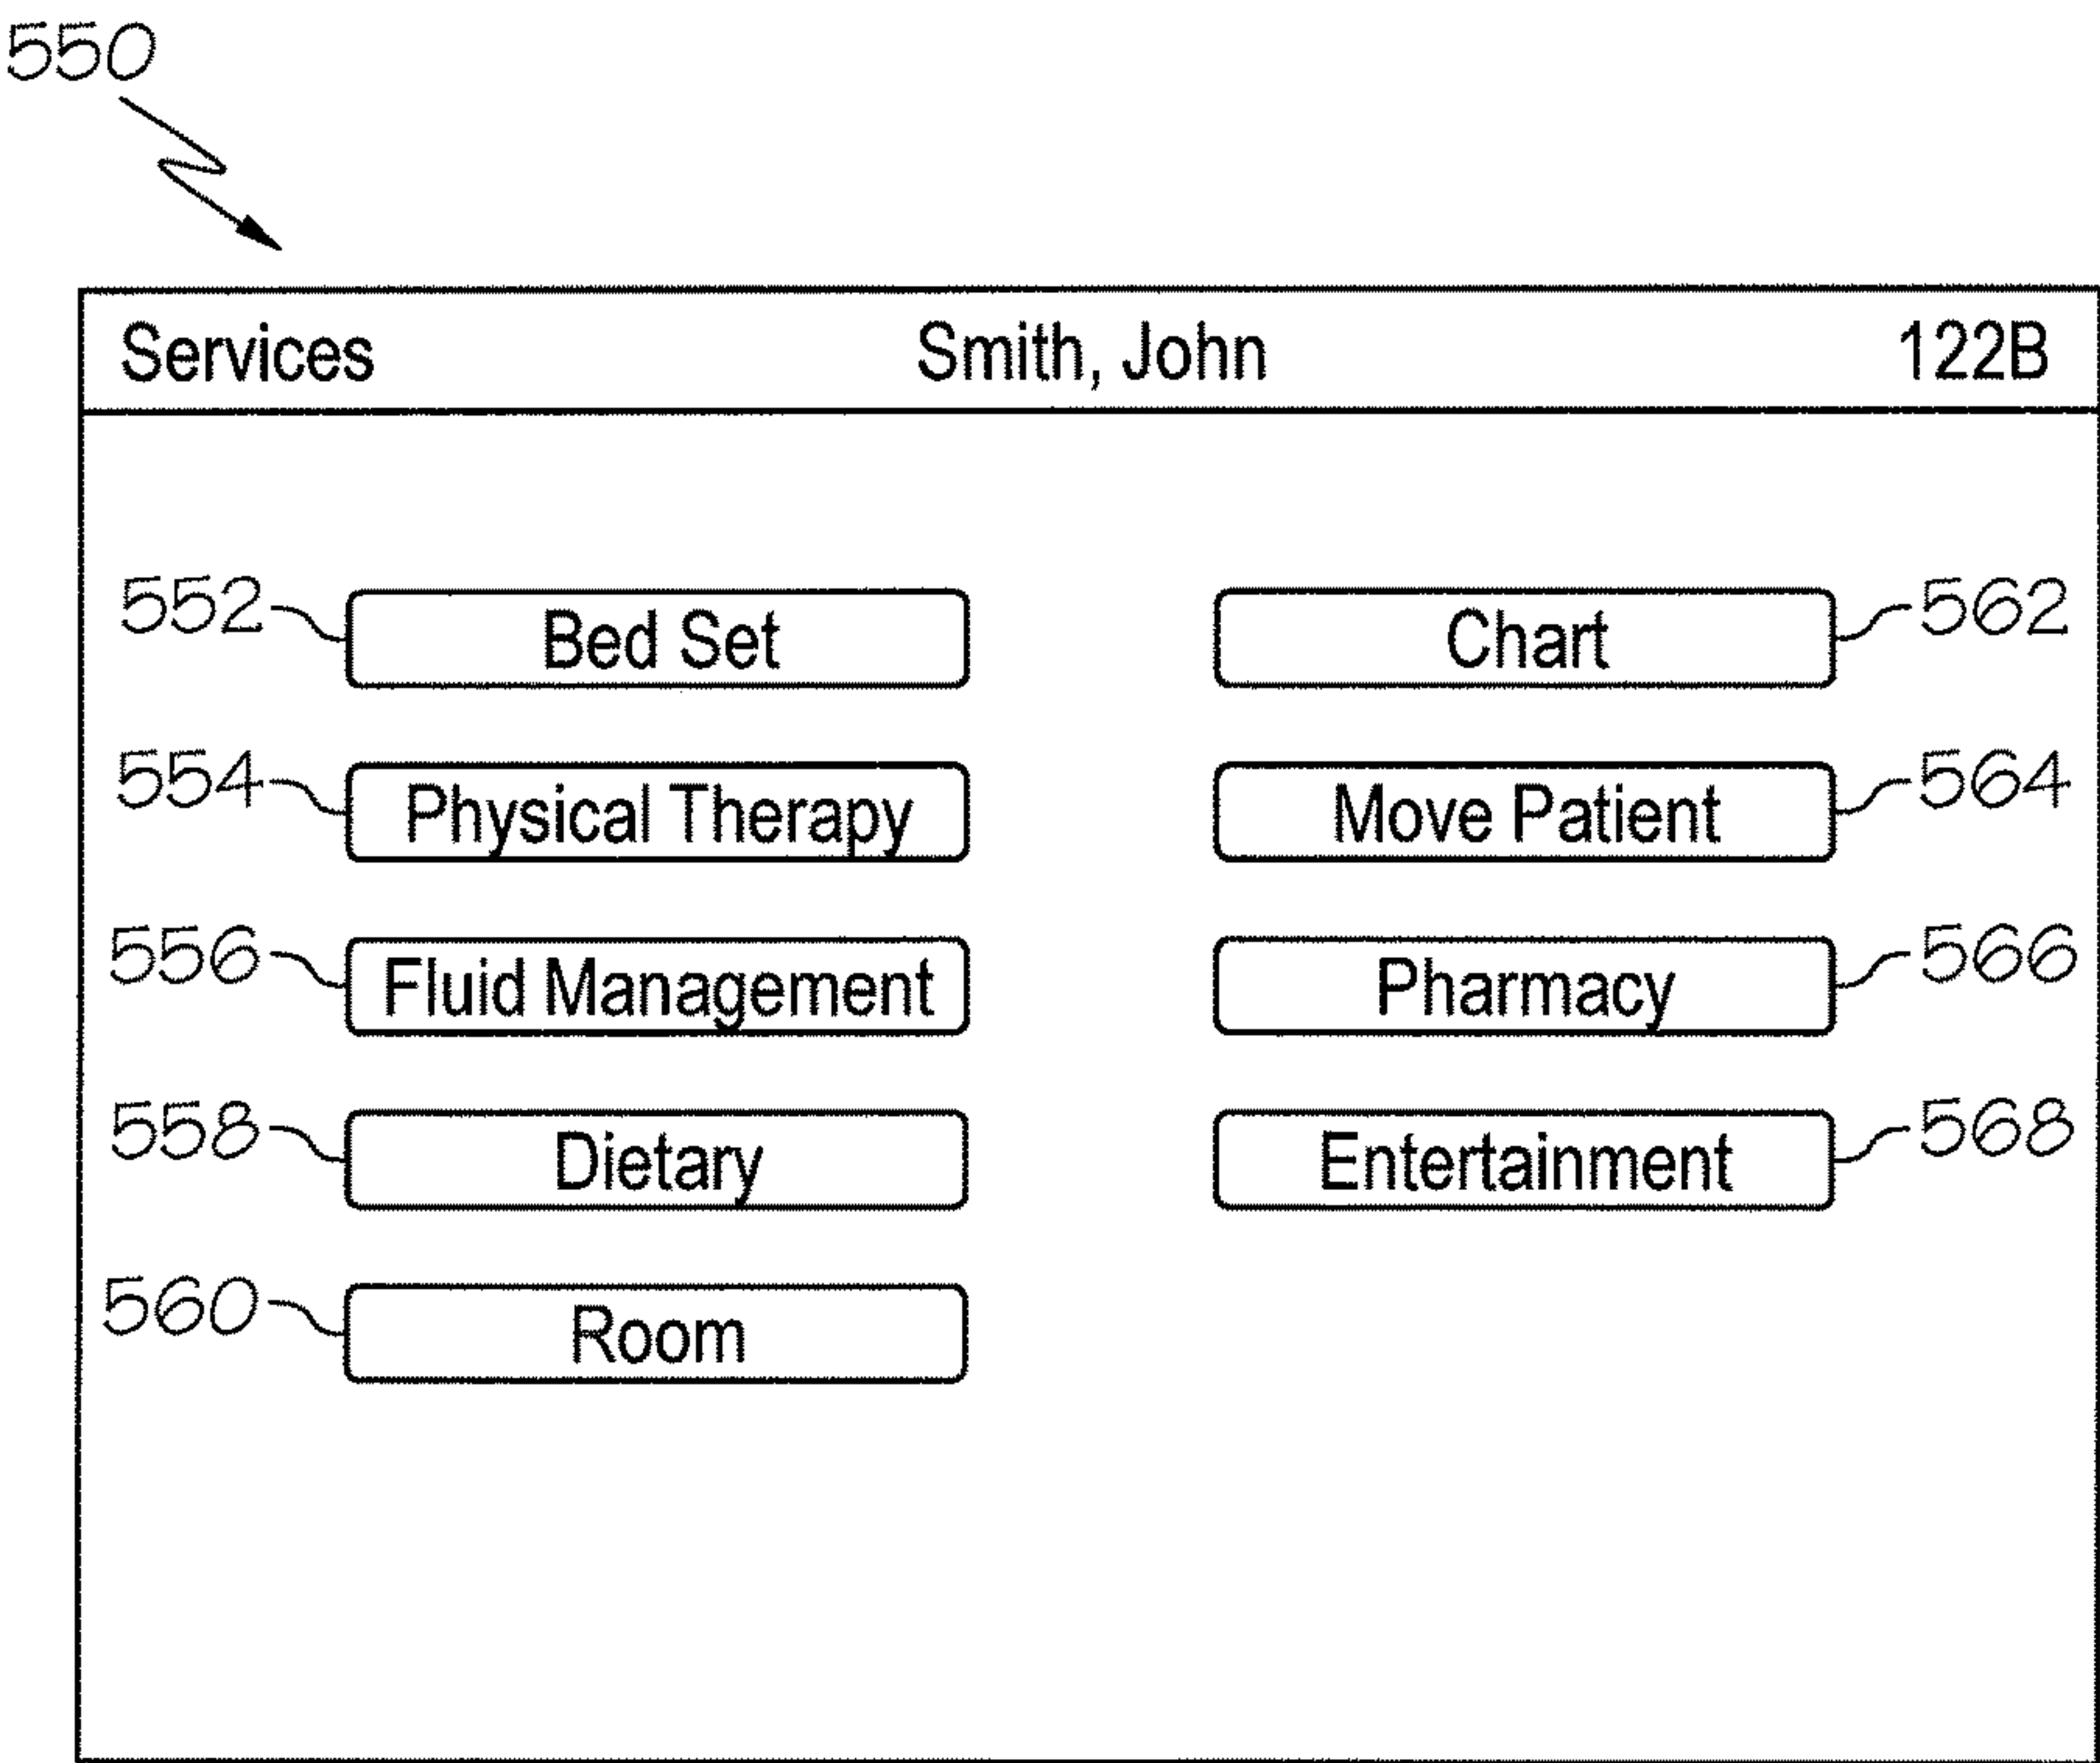 550
Services Smith, John 122B
552 Bed Set Chart 562
554 Physical Therapy Move Patient 564
556 Fluid Management Pharmacy 566
558 Dietary Entertainment 568
560 Room